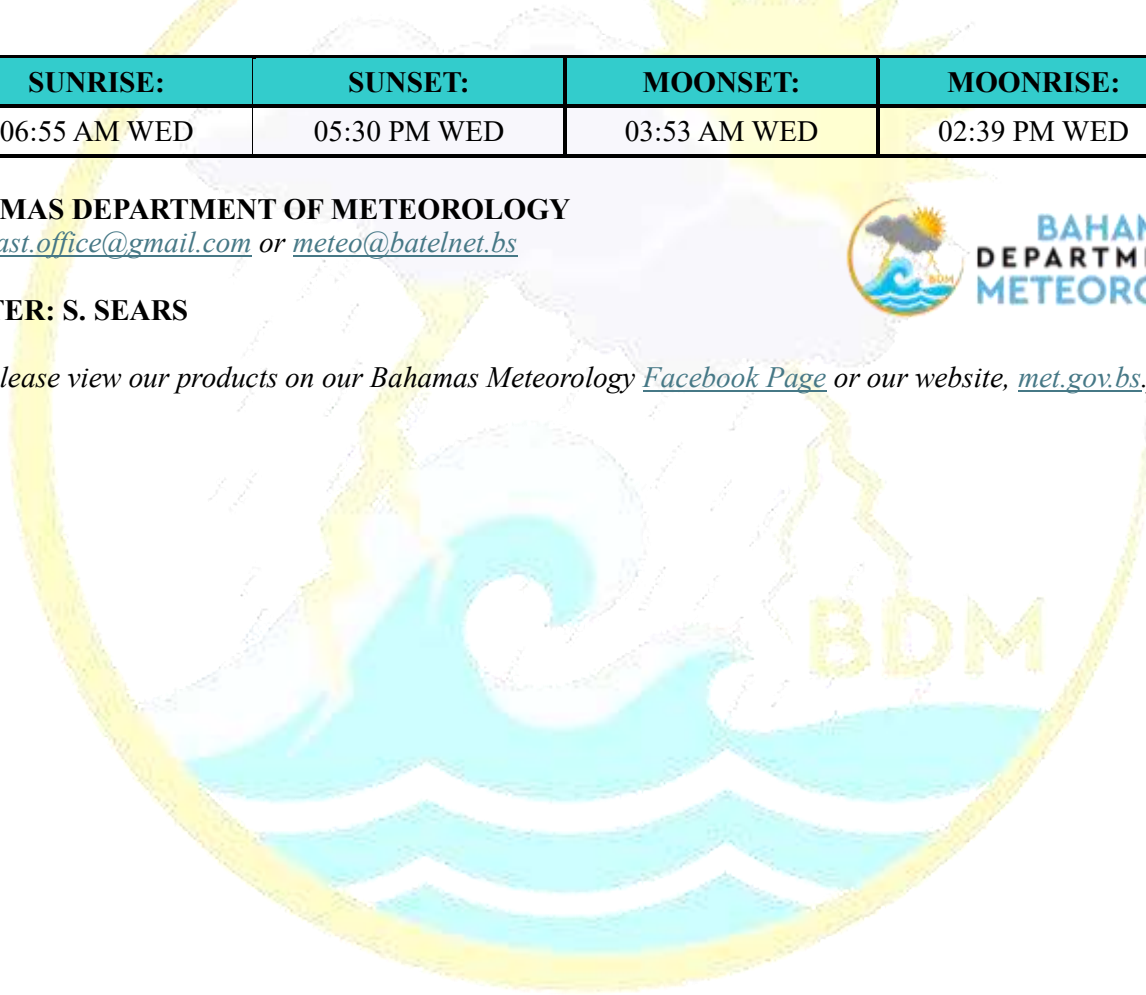 SUNRISE: SUNSET: MOONSET: MOONRISE:
06:55 AM WED 05:30 PM WED 03:53 AM WED 02:39 PM WED
MAS DEPARTMENT OF METEOROLOGY
ast.office@gmail.com or meteo@batelnet.bs
BAHAM
DEPARTM
METEORO
BDM
TER: S. SEARS
lease view our products on our Bahamas Meteorology Facebook Page or our website, met.gov.bs.
BDM